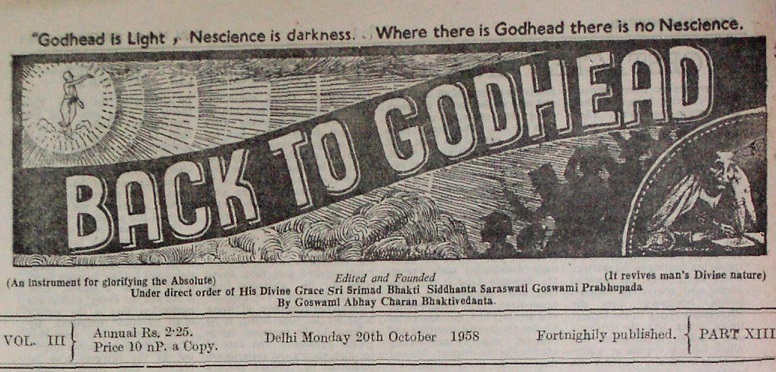 "Godhead is Light, Nescience is darkness. Where there is Godhead there is no Nescience.
BACK TO GODHEAD
(An instrument for glorifying the Absolute) Edited and Founded (It revives man's Divine nature)
Under direct order of His Divine Grace Sri Srimad Bhakti Siddhanta Saraswati Goswami Prabhupada
By Goswami Abhay Charan Bhaktivedanta.
VOL. III } Annual Rs. 2·25. Delhi Monday 20th October 1958 Fortnighily published. { PART XIII
Price 10 nP. a Copy.